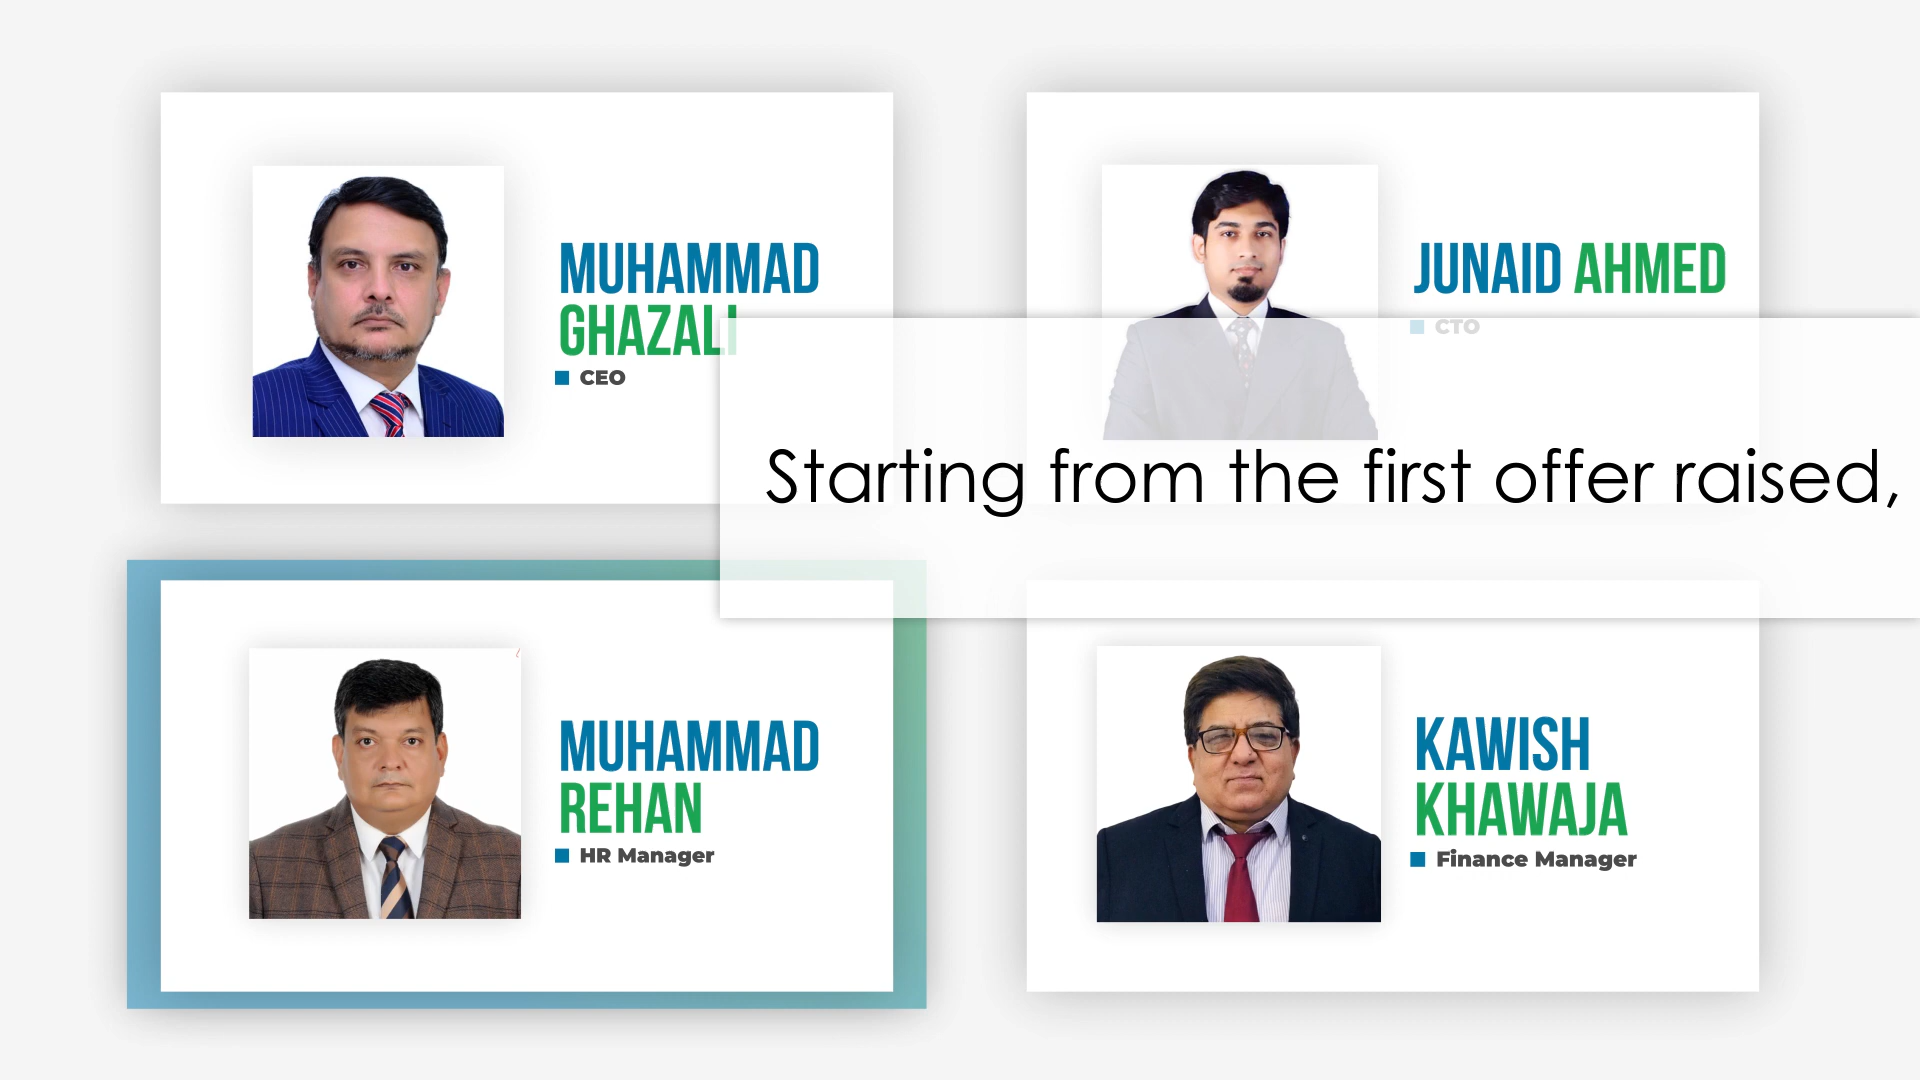 MUHAMMAD
GHAZALI
CEO
JUNAID AHMED
CTO
Starting from the first offer raised,
MUHAMMAD
REHAN
HR Manager
KAWISH
KHAWAJA
Finance Manager